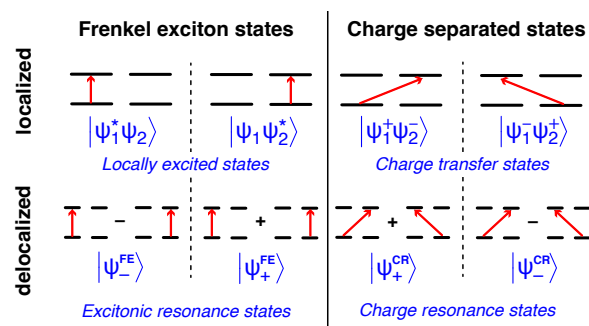 Frenkel exciton states
Charge separated states
localized
|ψ₁*ψ₂⟩
|ψ₁ψ₂*⟩
|ψ₁⁺ψ₂⁻⟩
|ψ₁⁻ψ₂⁺⟩
Locally excited states
Charge transfer states
delocalized
−
+
+
−
|ψ₋ᶠᴱ⟩
|ψ₊ᶠᴱ⟩
|ψ₊ᶜᴿ⟩
|ψ₋ᶜᴿ⟩
Excitonic resonance states
Charge resonance states